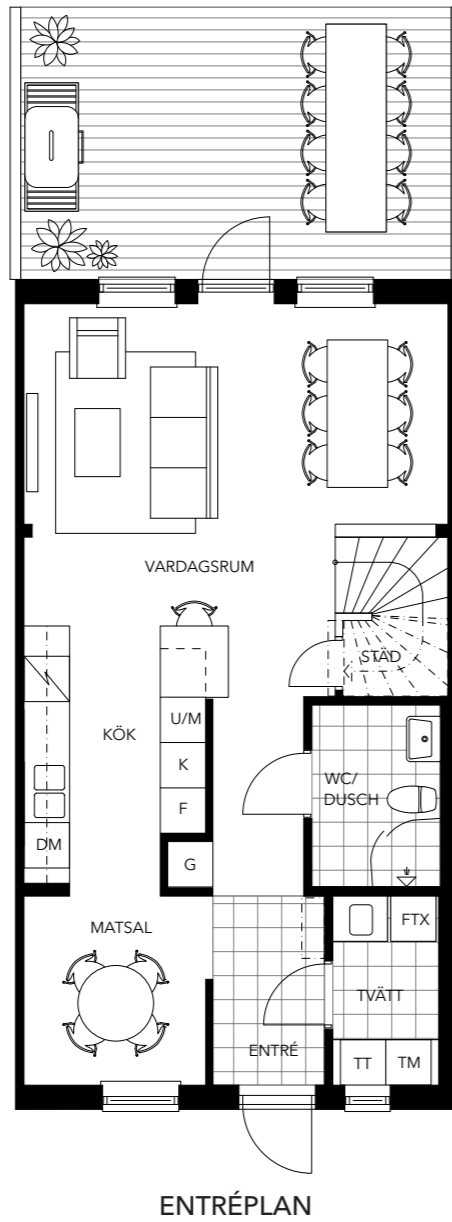 VARDAGSRUM
STÄD
U/M
KÖK
K
WC/
DUSCH
F
DM
G
MATSAL
FTX
TVÄTT
ENTRÉ
TT
TM
ENTRÉPLAN